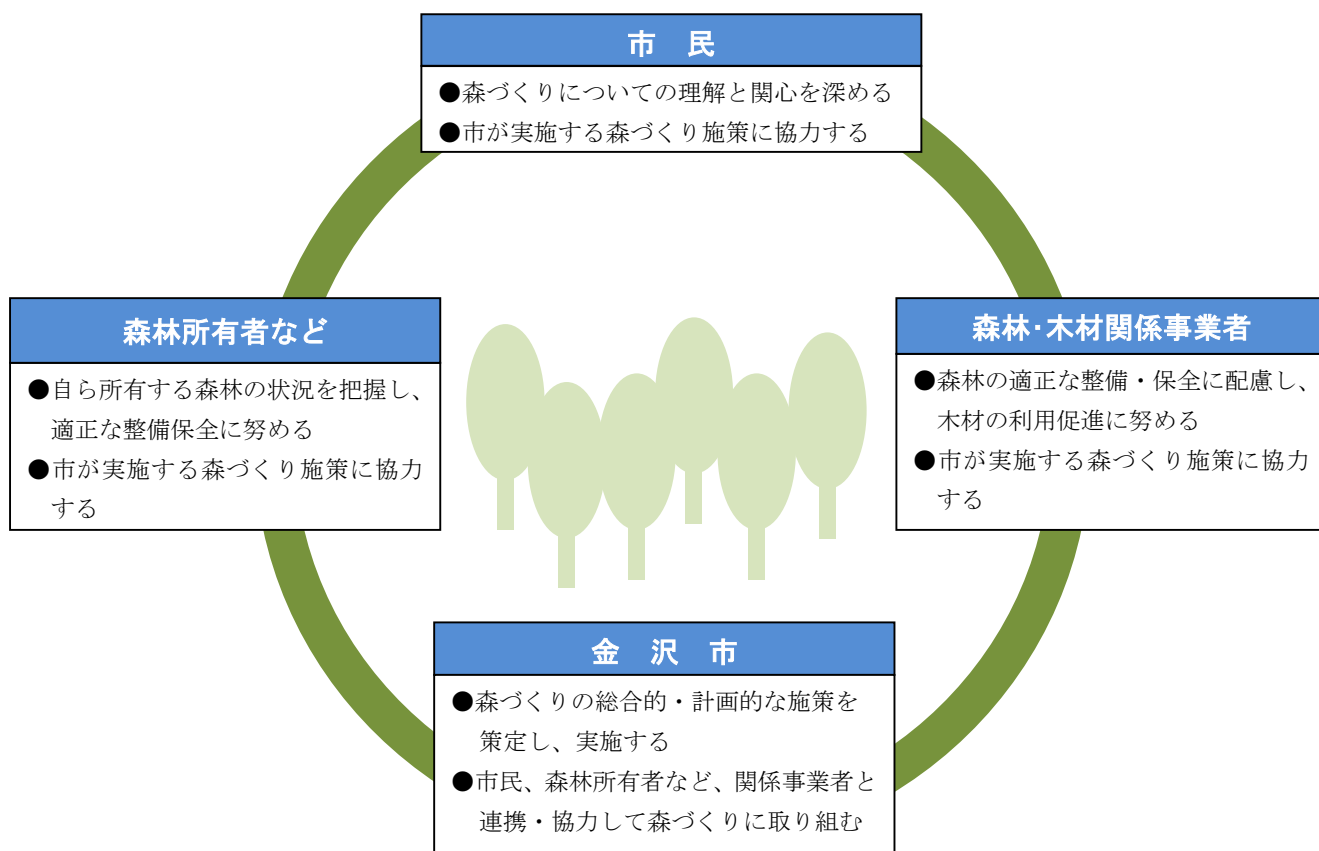 市 民
●森づくりについての理解と関心を深める
●市が実施する森づくり施策に協力する
森林所有者など
●自ら所有する森林の状況を把握し、
適正な整備保全に努める
●市が実施する森づくり施策に協力
する
森林･木材関係事業者
●森林の適正な整備・保全に配慮し、
木材の利用促進に努める
●市が実施する森づくり施策に協力
する
金 沢 市
●森づくりの総合的・計画的な施策を
策定し、実施する
●市民、森林所有者など、関係事業者と
連携・協力して森づくりに取り組む